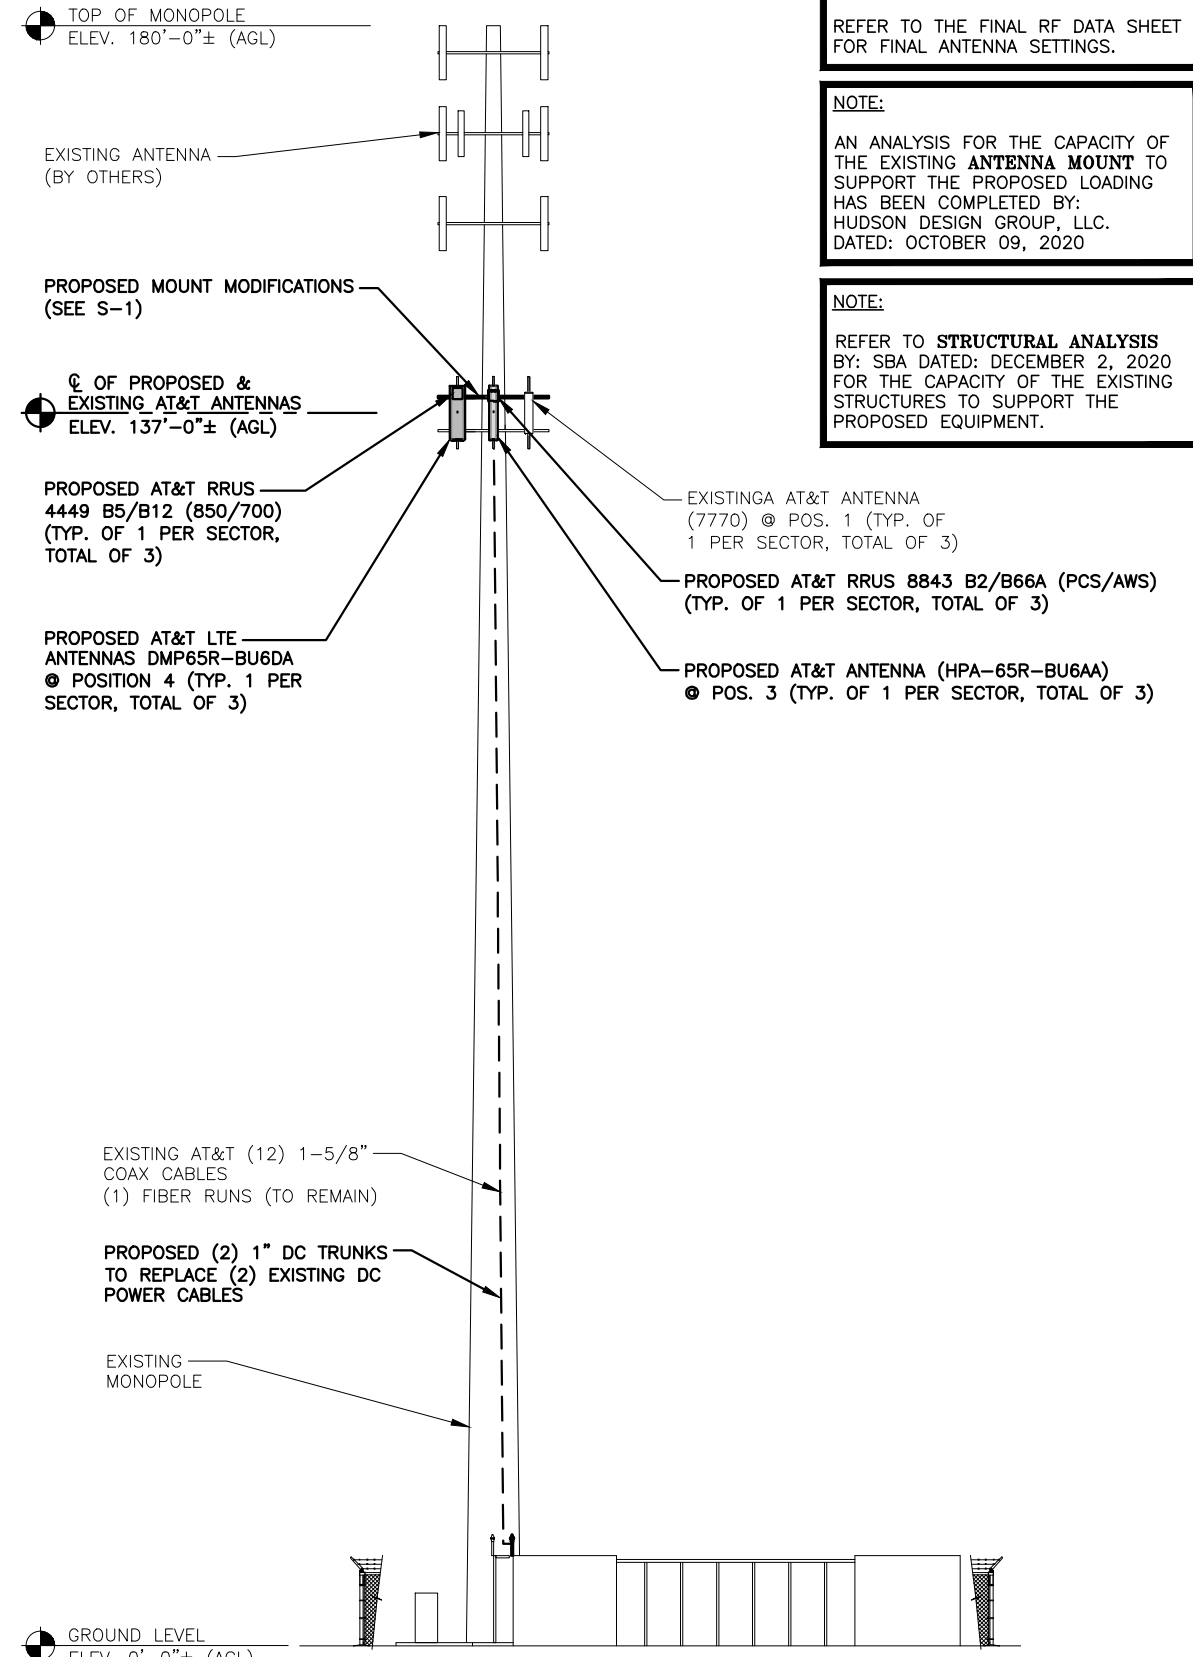 TOP OF MONOPOLE
ELEV. 180'-0"± (AGL)
REFER TO THE FINAL RF DATA SHEET
FOR FINAL ANTENNA SETTINGS.
NOTE:
AN ANALYSIS FOR THE CAPACITY OF
THE EXISTING ANTENNA MOUNT TO
SUPPORT THE PROPOSED LOADING
HAS BEEN COMPLETED BY:
HUDSON DESIGN GROUP, LLC.
DATED: OCTOBER 09, 2020
EXISTING ANTENNA
(BY OTHERS)
NOTE:
REFER TO STRUCTURAL ANALYSIS
BY: SBA DATED: DECEMBER 2, 2020
FOR THE CAPACITY OF THE EXISTING
STRUCTURES TO SUPPORT THE
PROPOSED EQUIPMENT.
PROPOSED MOUNT MODIFICATIONS
(SEE S-1)
℄ OF PROPOSED &
EXISTING AT&T ANTENNAS
ELEV. 137'-0"± (AGL)
PROPOSED AT&T RRUS
4449 B5/B12 (850/700)
(TYP. OF 1 PER SECTOR,
TOTAL OF 3)
EXISTINGA AT&T ANTENNA
(7770) @ POS. 1 (TYP. OF
1 PER SECTOR, TOTAL OF 3)
PROPOSED AT&T RRUS 8843 B2/B66A (PCS/AWS)
(TYP. OF 1 PER SECTOR, TOTAL OF 3)
PROPOSED AT&T LTE
ANTENNAS DMP65R-BU6DA
@ POSITION 4 (TYP. 1 PER
SECTOR, TOTAL OF 3)
PROPOSED AT&T ANTENNA (HPA-65R-BU6AA)
@ POS. 3 (TYP. OF 1 PER SECTOR, TOTAL OF 3)
EXISTING AT&T (12) 1-5/8"
COAX CABLES
(1) FIBER RUNS (TO REMAIN)
PROPOSED (2) 1" DC TRUNKS
TO REPLACE (2) EXISTING DC
POWER CABLES
EXISTING
MONOPOLE
GROUND LEVEL
ELEV. 0'-0"± (AGL)